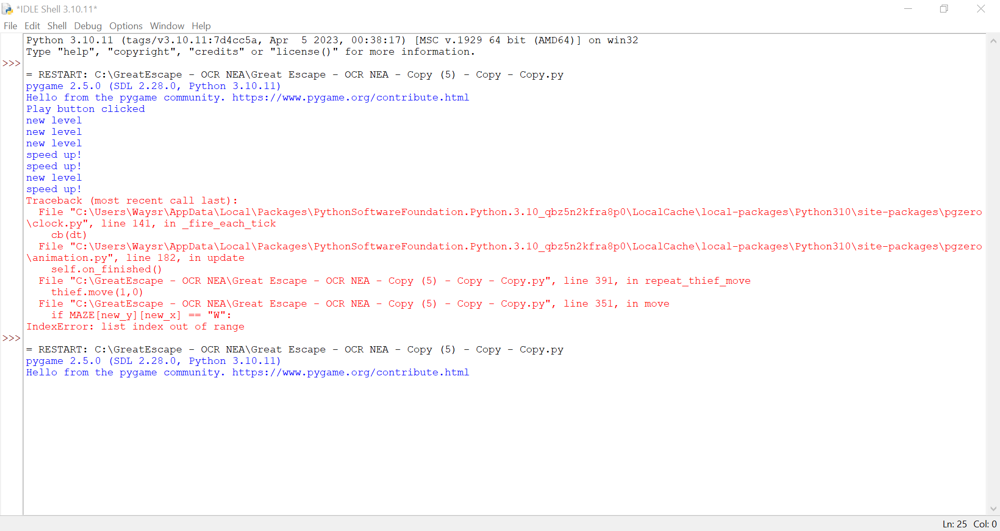 *IDLE Shell 3.10.11*
File Edit Shell Debug Options Window Help
Python 3.10.11 (tags/v3.10.11:7d4cc5a, Apr  5 2023, 00:38:17) [MSC v.1929 64 bit (AMD64)] on win32
Type "help", "copyright", "credits" or "license()" for more information.
>>>
= RESTART: C:\GreatEscape - OCR NEA\Great Escape - OCR NEA - Copy (5) - Copy - Copy.py
pygame 2.5.0 (SDL 2.28.0, Python 3.10.11)
Hello from the pygame community. https://www.pygame.org/contribute.html
Play button clicked
new level
new level
new level
speed up!
speed up!
new level
speed up!
Traceback (most recent call last):
  File "C:\Users\Waysr\AppData\Local\Packages\PythonSoftwareFoundation.Python.3.10_qbz5n2kfra8p0\LocalCache\local-packages\Python310\site-packages\pgzero
\clock.py", line 141, in _fire_each_tick
    cb(dt)
  File "C:\Users\Waysr\AppData\Local\Packages\PythonSoftwareFoundation.Python.3.10_qbz5n2kfra8p0\LocalCache\local-packages\Python310\site-packages\pgzero
\animation.py", line 182, in update
    self.on_finished()
  File "C:\GreatEscape - OCR NEA\Great Escape - OCR NEA - Copy (5) - Copy - Copy.py", line 391, in repeat_thief_move
    thief.move(1,0)
  File "C:\GreatEscape - OCR NEA\Great Escape - OCR NEA - Copy (5) - Copy - Copy.py", line 351, in move
    if MAZE[new_y][new_x] == "W":
IndexError: list index out of range
>>>
= RESTART: C:\GreatEscape - OCR NEA\Great Escape - OCR NEA - Copy (5) - Copy - Copy.py
pygame 2.5.0 (SDL 2.28.0, Python 3.10.11)
Hello from the pygame community. https://www.pygame.org/contribute.html
Ln: 25 Col: 0